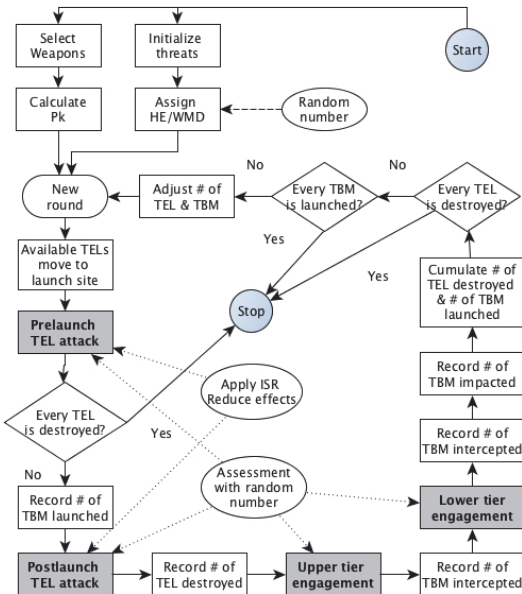 Select
Weapons
Initialize
threats
Start
Calculate
Pk
Assign
HE/WMD
Random
number
No
No
New
round
Adjust # of
TEL & TBM
Every TBM
is launched?
Every TEL
is destroyed?
Yes
Available TELs
move to
launch site
Yes
Cumulate # of
TEL destroyed
& # of TBM
launched
Stop
Prelaunch
TEL attack
Record # of
TBM impacted
Apply ISR
Reduce effects
Every TEL
is destroyed?
Yes
Record # of
TBM intercepted
No
Assessment
with random
number
Record # of
TBM launched
Lower tier
engagement
Postlaunch
TEL attack
Record # of
TEL destroyed
Upper tier
engagement
Record # of
TBM intercepted